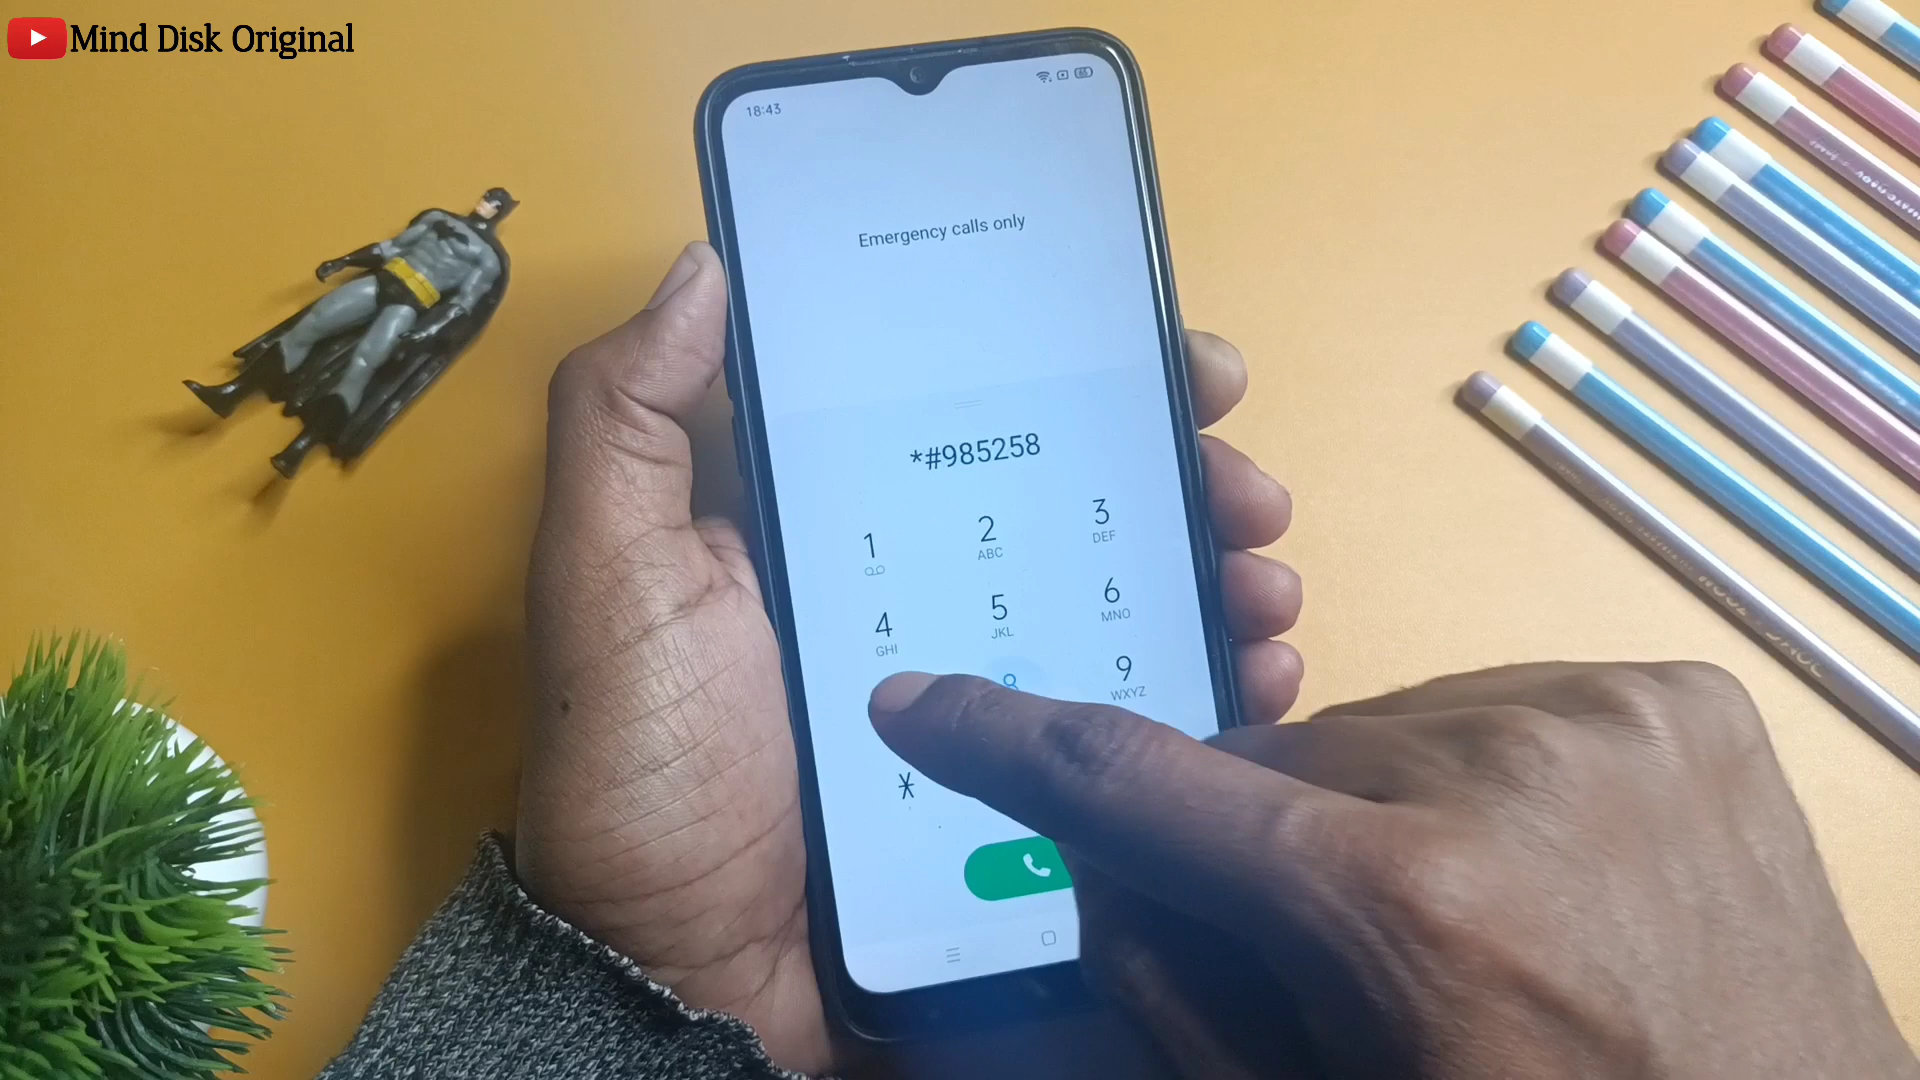 Mind Disk Original
18:43
Emergency calls only
*#985258
1
2
ABC
3
DEF
4
GHI
5
JKL
6
MNO
8
9
WXYZ
*